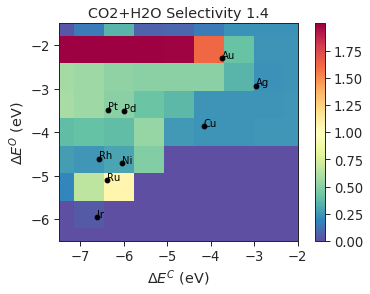 CO2+H2O Selectivity 1.4
ΔE^O (eV)
−2
−3
−4
−5
−6
Au
Ag
Pt
Pd
Cu
Rh
Ni
Ru
Ir
−7
−6
−5
−4
−3
−2
ΔE^C (eV)
1.75
1.50
1.25
1.00
0.75
0.50
0.25
0.00